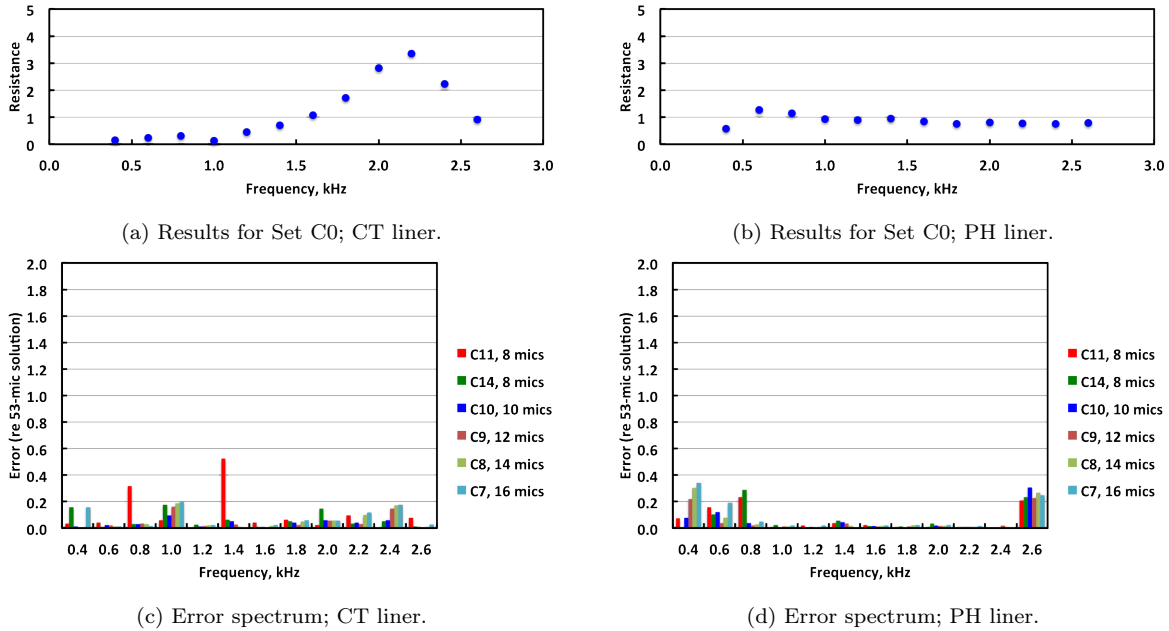 5
4
3
2
1
0
Resistance
0.0 0.5 1.0 1.5 2.0 2.5 3.0
Frequency, kHz
(a) Results for Set C0; CT liner.
5
4
3
2
1
0
Resistance
0.0 0.5 1.0 1.5 2.0 2.5 3.0
Frequency, kHz
(b) Results for Set C0; PH liner.
2.0
1.8
1.6
1.4
1.2
1.0
0.8
0.6
0.4
0.2
0.0
Error (re 53-mic solution)
0.4 0.6 0.8 1.0 1.2 1.4 1.6 1.8 2.0 2.2 2.4 2.6
Frequency, kHz
C11, 8 mics
C14, 8 mics
C10, 10 mics
C9, 12 mics
C8, 14 mics
C7, 16 mics
(c) Error spectrum; CT liner.
2.0
1.8
1.6
1.4
1.2
1.0
0.8
0.6
0.4
0.2
0.0
Error (re 53-mic solution)
0.4 0.6 0.8 1.0 1.2 1.4 1.6 1.8 2.0 2.2 2.4 2.6
Frequency, kHz
C11, 8 mics
C14, 8 mics
C10, 10 mics
C9, 12 mics
C8, 14 mics
C7, 16 mics
(d) Error spectrum; PH liner.